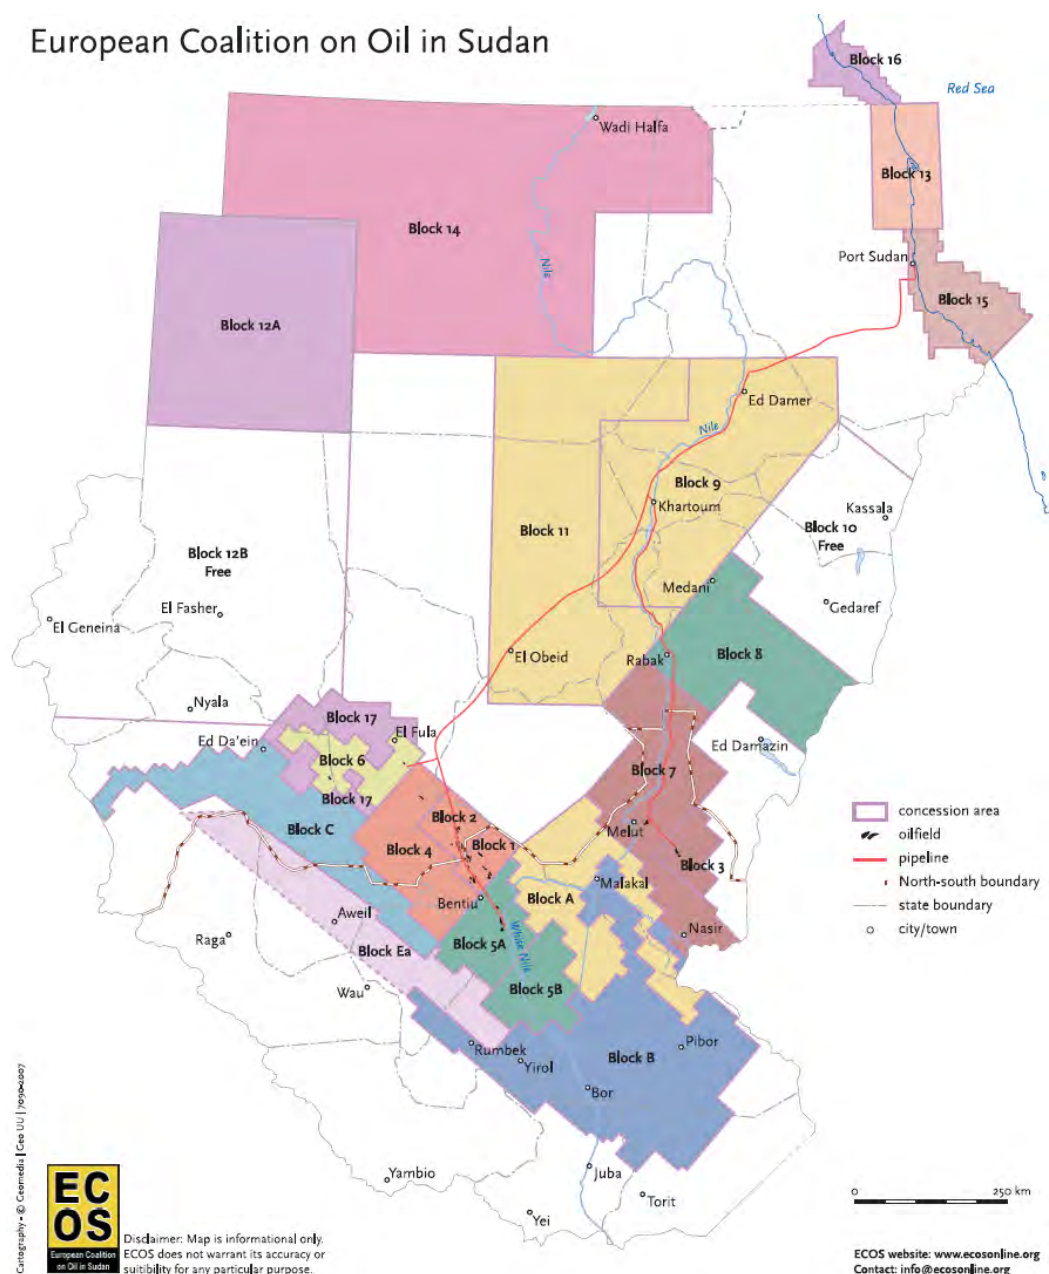 European Coalition on Oil in Sudan
Block 16
Red Sea
Wadi Halfa
Block 13
Block 14
Nile
Port Sudan
Block 15
Block 12A
Ed Damer
Nile
Block 9
Khartoum
Kassala
Block 11
Block 10
Free
Block 12B
Free
Medani
El Fasher
Gedaref
El Geneina
El Obeid
Rabak
Block 8
Nyala
Block 17
El Fula
Ed Da'ein
Ed Damazin
Block 6
Block 7
Block 17
Block 2
Block C
Melut
Block 1
Block 4
Block 3
Malakal
Block A
Bentiu
Aweil
Nasir
Raga
Block 5A
White Nile
Block Ea
Wau
Block 5B
Rumbek
Pibor
Yirol
Block B
Bor
Yambio
Juba
Torit
Yei
concession area
oilfield
pipeline
North-south boundary
state boundary
city/town
0 250 km
Cartography • © Geomedia | Geo UU | 7090-2007
EC
OS
European Coalition
on Oil in Sudan
Disclaimer: Map is informational only.
ECOS does not warrant its accuracy or
suitibility for any particular purpose.
ECOS website: www.ecosonline.org
Contact: info@ecosonline.org